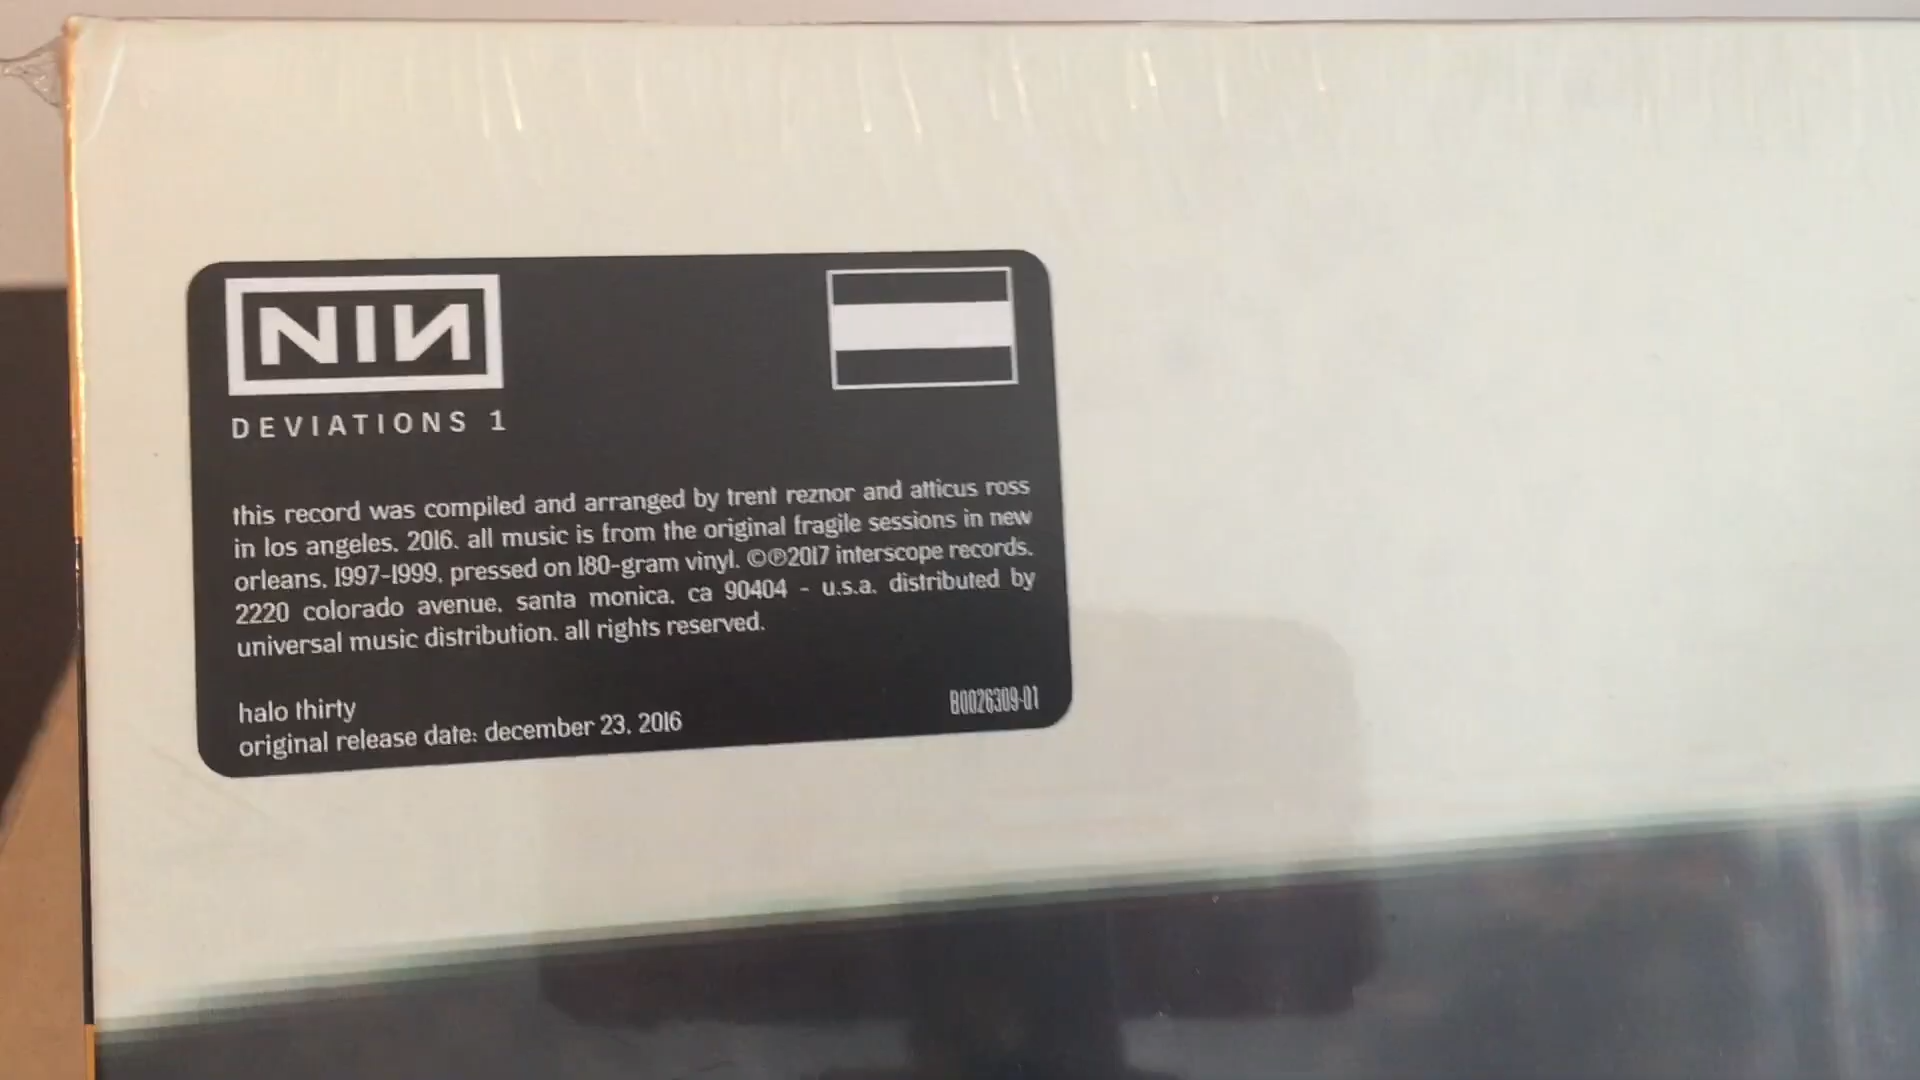 NIN
DEVIATIONS 1
this record was compiled and arranged by trent reznor and atticus ross
in los angeles, 2016. all music is from the original fragile sessions in new
orleans, 1997-1999, pressed on 180-gram vinyl. ©℗2017 interscope records,
2220 colorado avenue, santa monica, ca 90404 - u.s.a. distributed by
universal music distribution. all rights reserved.
halo thirty
original release date: december 23, 2016
B0026309-01